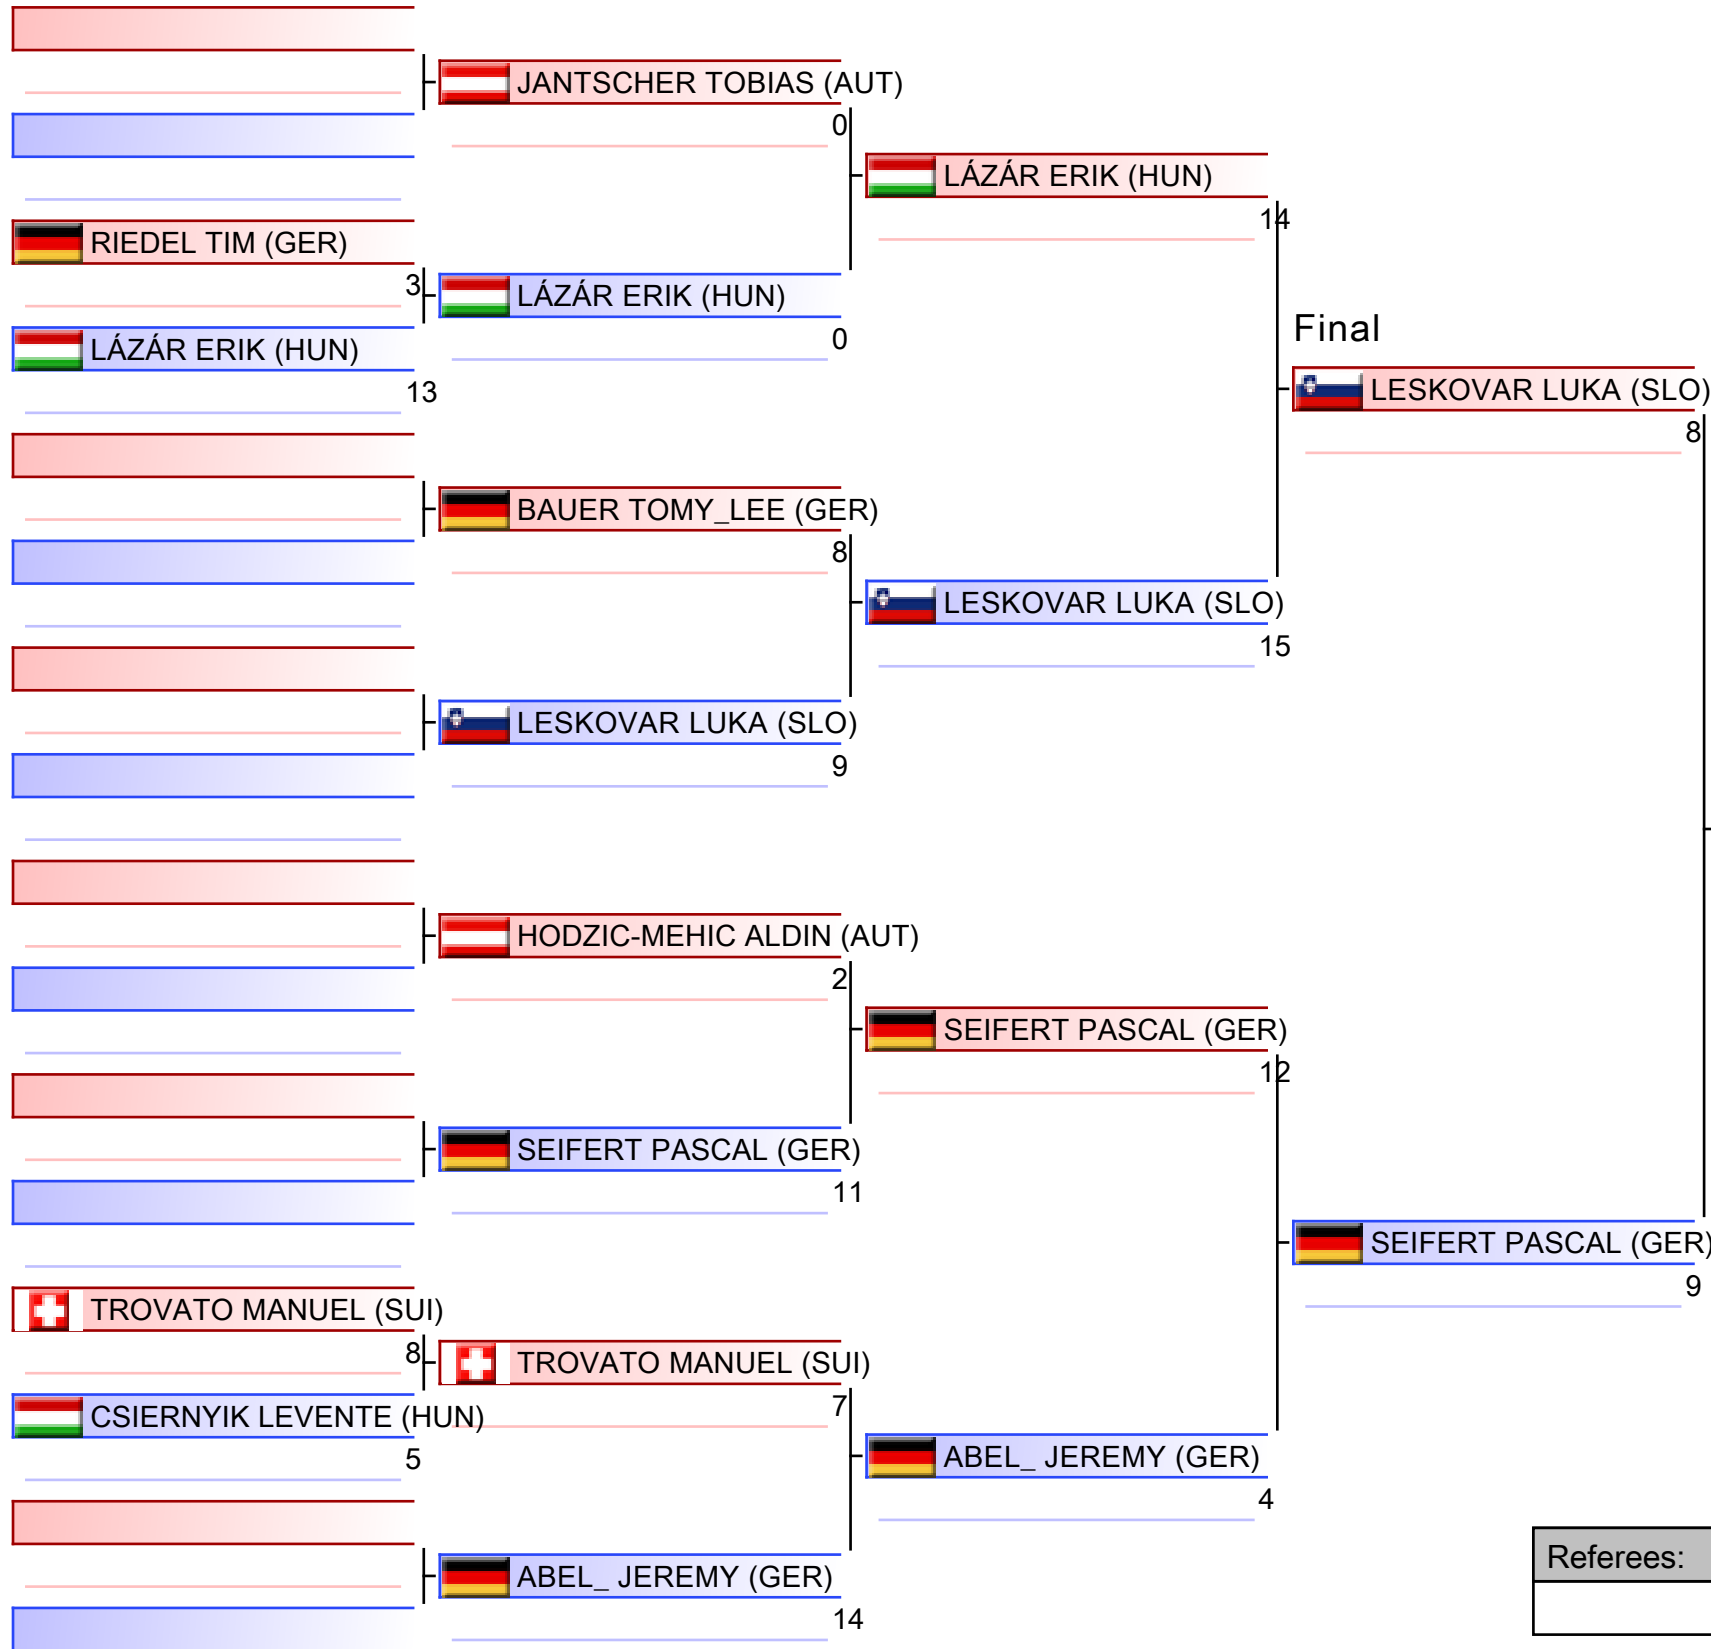 JANTSCHER TOBIAS (AUT)
0
LÁZÁR ERIK (HUN)
14
RIEDEL TIM (GER)
3
LÁZÁR ERIK (HUN)
0
LÁZÁR ERIK (HUN)
13
Final
LESKOVAR LUKA (SLO)
8
BAUER TOMY_LEE (GER)
8
LESKOVAR LUKA (SLO)
15
LESKOVAR LUKA (SLO)
9
HODZIC-MEHIC ALDIN (AUT)
2
SEIFERT PASCAL (GER)
12
SEIFERT PASCAL (GER)
11
SEIFERT PASCAL (GER)
9
TROVATO MANUEL (SUI)
8
TROVATO MANUEL (SUI)
7
CSIERNYIK LEVENTE (HUN)
5
ABEL_ JEREMY (GER)
4
ABEL_ JEREMY (GER)
14
Referees: